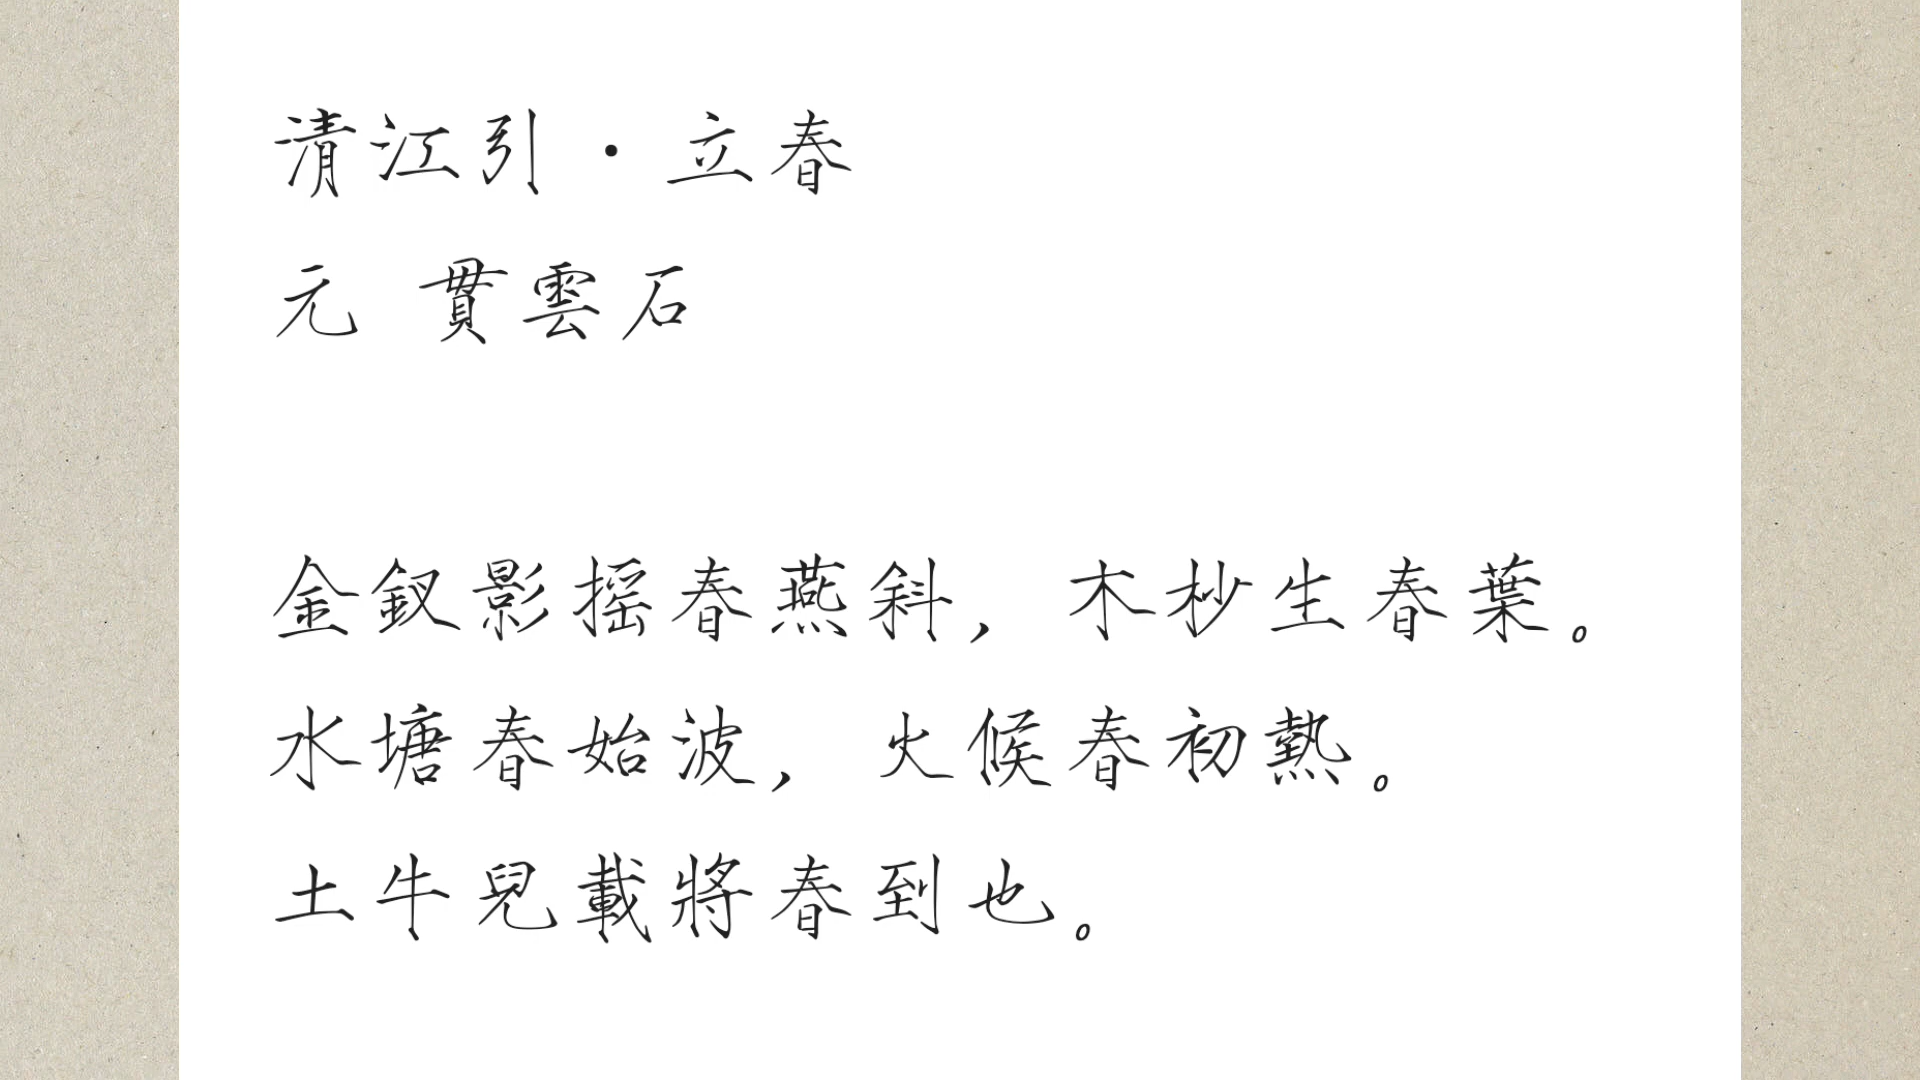 清江引·立春
元 貫雲石
金釵影摇春燕斜，木杪生春葉。
水塘春始波，火候春初熱。
土牛兒載將春到也。